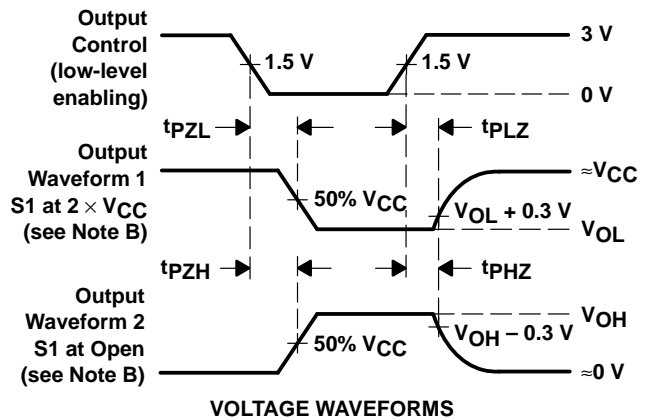 Output
Control
(low-level
enabling)
3 V
1.5 V
1.5 V
0 V
tPZL
tPLZ
Output
Waveform 1
S1 at 2 × VCC
(see Note B)
≈VCC
50% VCC
VOL + 0.3 V
VOL
tPZH
tPHZ
Output
Waveform 2
S1 at Open
(see Note B)
VOH
50% VCC
VOH – 0.3 V
≈0 V
VOLTAGE WAVEFORMS